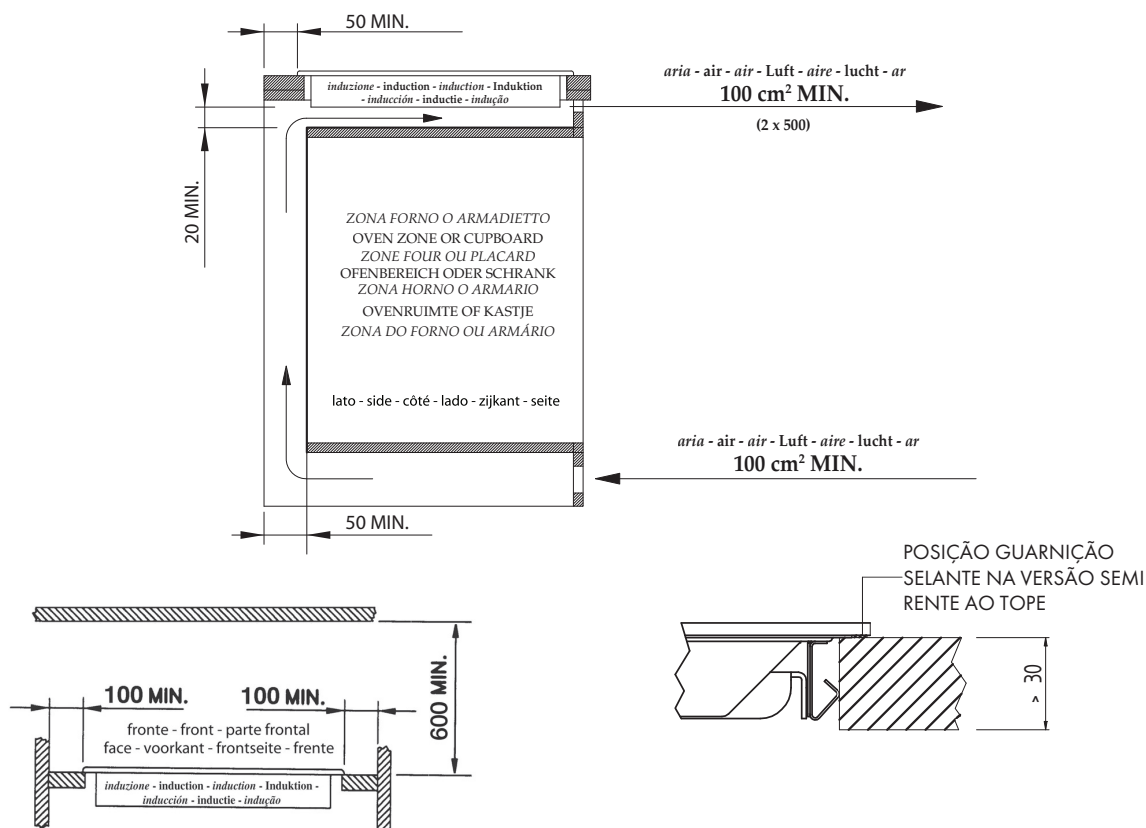 50 MIN.
induzione - induction - induction - Induktion
- inducción - inductie - indução
aria - air - air - Luft - aire - lucht - ar
100 cm² MIN.
(2 x 500)
20 MIN.
ZONA FORNO O ARMADIETTO
OVEN ZONE OR CUPBOARD
ZONE FOUR OU PLACARD
OFENBEREICH ODER SCHRANK
ZONA HORNO O ARMARIO
OVENRUIMTE OF KASTJE
ZONA DO FORNO OU ARMÁRIO
lato - side - côté - lado - zijkant - seite
aria - air - air - Luft - aire - lucht - ar
100 cm² MIN.
50 MIN.
POSIÇÃO GUARNIÇÃO
SELANTE NA VERSÃO SEMI
RENTE AO TOPE
> 30
600 MIN.
100 MIN.
100 MIN.
fronte - front - parte frontal
face - voorkant - frontseite - frente
induzione - induction - induction - Induktion -
inducción - inductie - indução